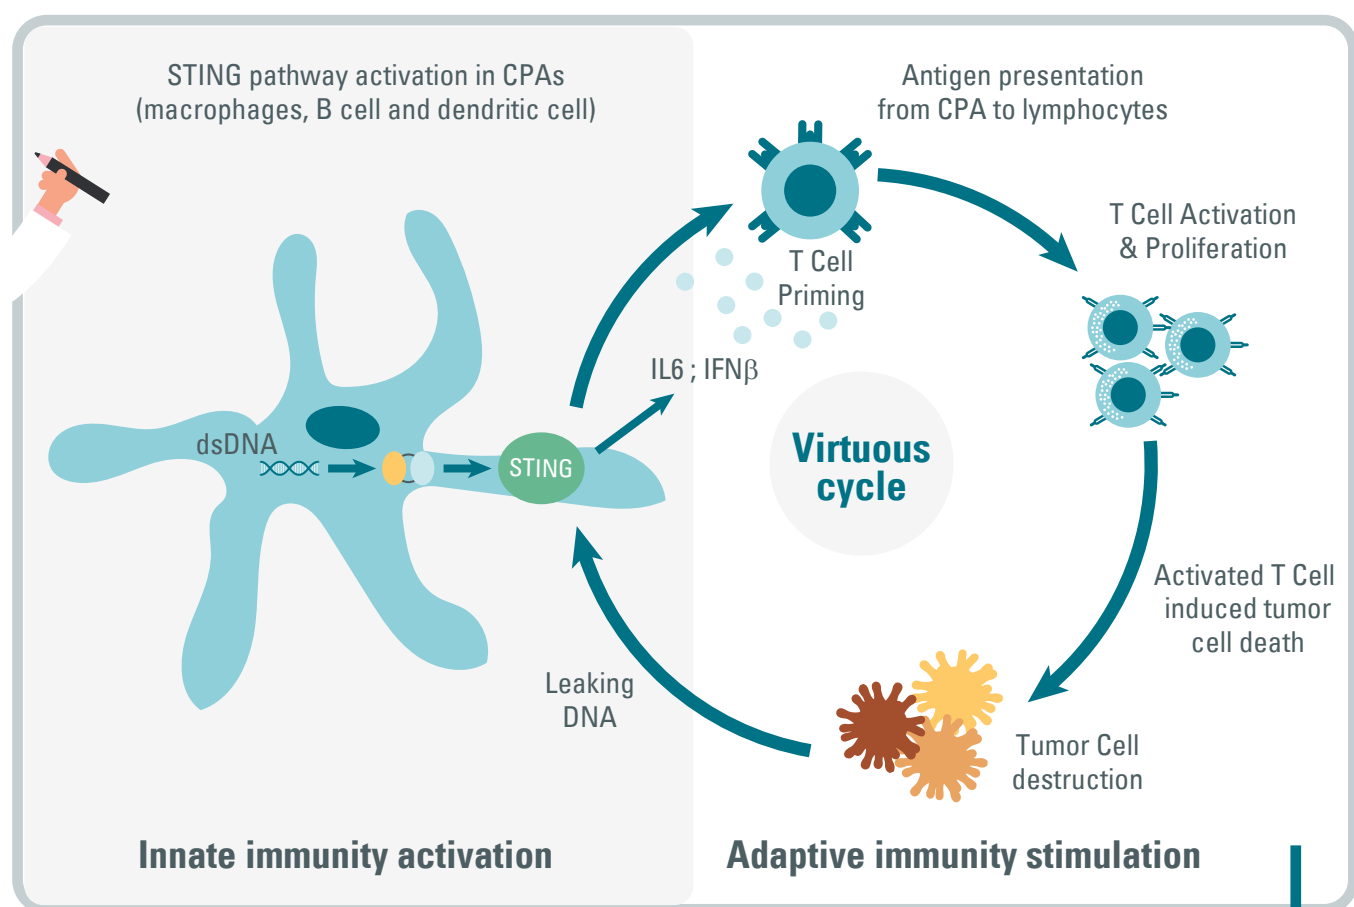 STING pathway activation in CPAs
(macrophages, B cell and dendritic cell)
Antigen presentation
from CPA to lymphocytes
T Cell Activation
& Proliferation
T Cell
Priming
IL6 ; IFNβ
dsDNA
STING
Virtuous
cycle
Activated T Cell
induced tumor
cell death
Leaking
DNA
Tumor Cell
destruction
Innate immunity activation
Adaptive immunity stimulation